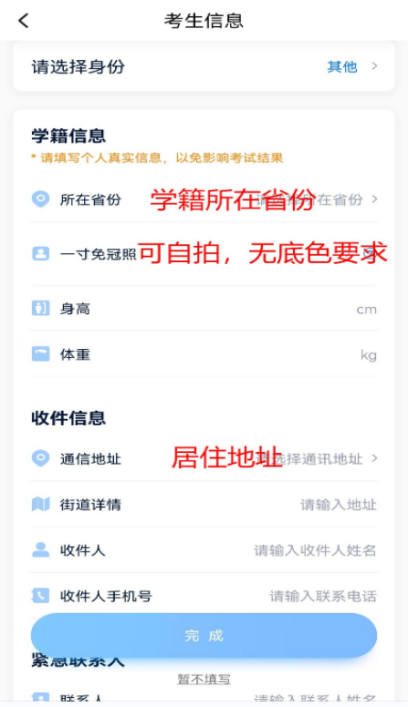 考生信息
请选择身份 其他
学籍信息
* 请填写个人真实信息，以免影响考试结果
所在省份 学籍所在省份 所在省份
一寸免冠照 可自拍，无底色要求
身高 cm
体重 kg
收件信息
通信地址 居住地址 选择通讯地址
街道详情 请输入地址
收件人 请输入收件人姓名
收件人手机号 请输入联系电话
完成
紧急联系人
暂不填写
联系人 请输入联系人姓名